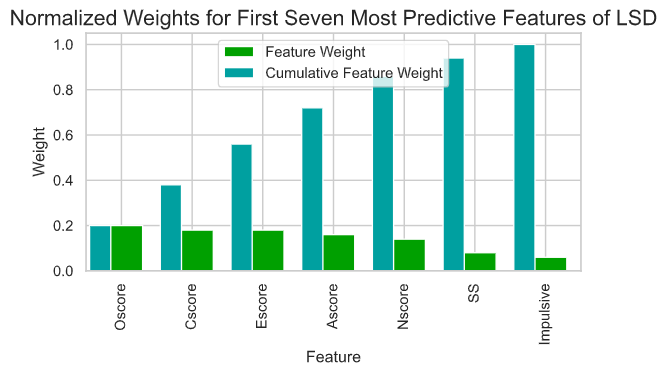 Normalized Weights for First Seven Most Predictive Features of LSD
Feature Weight
Cumulative Feature Weight
Weight
1.0
0.8
0.6
0.4
0.2
0.0
Oscore
Cscore
Escore
Ascore
Nscore
SS
Impulsive
Feature